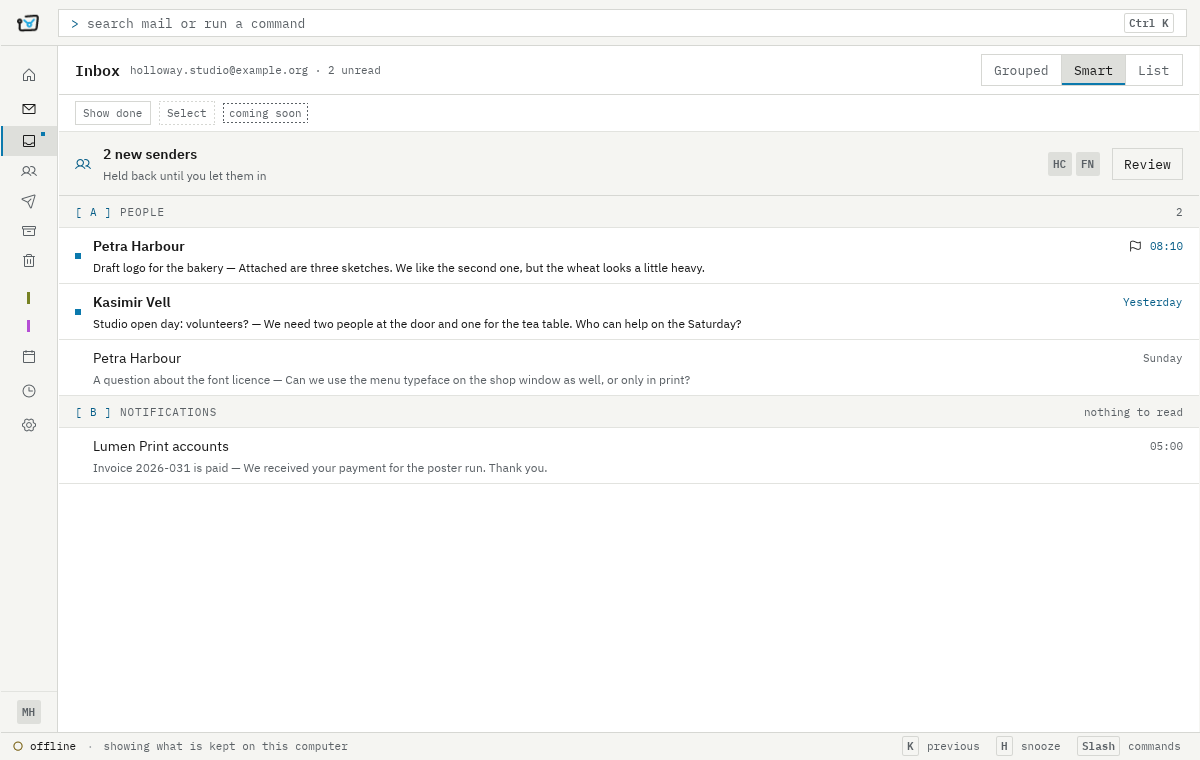 > search mail or run a command
Ctrl K
Inbox holloway.studio@example.org · 2 unread
Grouped Smart List
Show done Select coming soon
2 new senders
Held back until you let them in
HC FN Review
[ A ] PEOPLE 2
Petra Harbour 08:10
Draft logo for the bakery — Attached are three sketches. We like the second one, but the wheat looks a little heavy.
Kasimir Vell Yesterday
Studio open day: volunteers? — We need two people at the door and one for the tea table. Who can help on the Saturday?
Petra Harbour Sunday
A question about the font licence — Can we use the menu typeface on the shop window as well, or only in print?
[ B ] NOTIFICATIONS nothing to read
Lumen Print accounts 05:00
Invoice 2026-031 is paid — We received your payment for the poster run. Thank you.
MH
offline · showing what is kept on this computer
K previous H snooze Slash commands